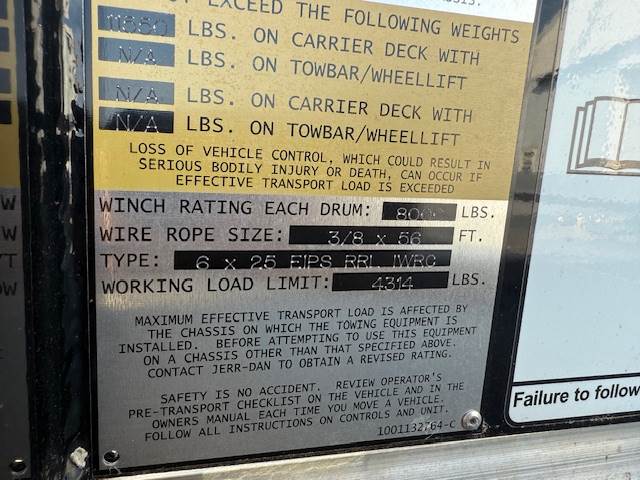 EXCEED THE FOLLOWING WEIGHTS
LBS. ON CARRIER DECK WITH
N/A LBS. ON TOWBAR/WHEELLIFT
N/A LBS. ON CARRIER DECK WITH
N/A LBS. ON TOWBAR/WHEELLIFT
LOSS OF VEHICLE CONTROL, WHICH COULD RESULT IN
SERIOUS BODILY INJURY OR DEATH, CAN OCCUR IF
EFFECTIVE TRANSPORT LOAD IS EXCEEDED
WINCH RATING EACH DRUM: 8000 LBS.
WIRE ROPE SIZE: 3/8 x 56 FT.
TYPE: 6 x 25 EIPS RRL IWRC
WORKING LOAD LIMIT: 4314 LBS.
MAXIMUM EFFECTIVE TRANSPORT LOAD IS AFFECTED BY
THE CHASSIS ON WHICH THE TOWING EQUIPMENT IS
INSTALLED. BEFORE ATTEMPTING TO USE THIS EQUIPMENT
ON A CHASSIS OTHER THAN THAT SPECIFIED ABOVE.
CONTACT JERR-DAN TO OBTAIN A REVISED RATING.
SAFETY IS NO ACCIDENT. REVIEW OPERATOR'S
PRE-TRANSPORT CHECKLIST ON THE VEHICLE AND IN THE
OWNERS MANUAL EACH TIME YOU MOVE A VEHICLE.
FOLLOW ALL INSTRUCTIONS ON CONTROLS AND UNIT.
1001132764-C
Failure to follow